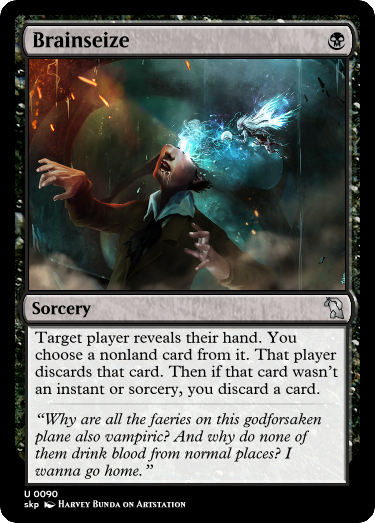 Brainseize
Sorcery
Target player reveals their hand. You
choose a nonland card from it. That player
discards that card. Then if that card wasn't
an instant or sorcery, you discard a card.
“Why are all the faeries on this godforsaken
plane also vampiric? And why do none of
them drink blood from normal places? I
wanna go home.”
U 0090
skp HARVEY BUNDA ON ARTSTATION